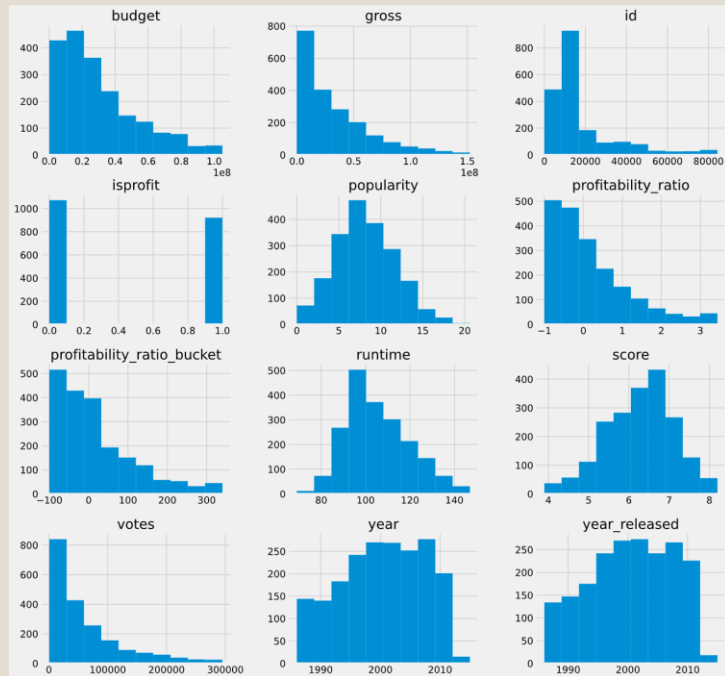 budget
400
300
200
100
0
0.0 0.2 0.4 0.6 0.8 1.0
1e8
gross
800
600
400
200
0
0.0 0.5 1.0 1.5
1e8
id
800
600
400
200
0
0 20000 40000 60000 80000
isprofit
1000
800
600
400
200
0
0.0 0.2 0.4 0.6 0.8 1.0
popularity
400
300
200
100
0
0 5 10 15 20
profitability_ratio
500
400
300
200
100
0
−1 0 1 2 3
profitability_ratio_bucket
500
400
300
200
100
0
−100 0 100 200 300
runtime
500
400
300
200
100
0
80 100 120 140
score
400
300
200
100
0
4 5 6 7 8
votes
800
600
400
200
0
0 100000 200000 300000
year
250
200
150
100
50
0
1990 2000 2010
year_released
250
200
150
100
50
0
1990 2000 2010